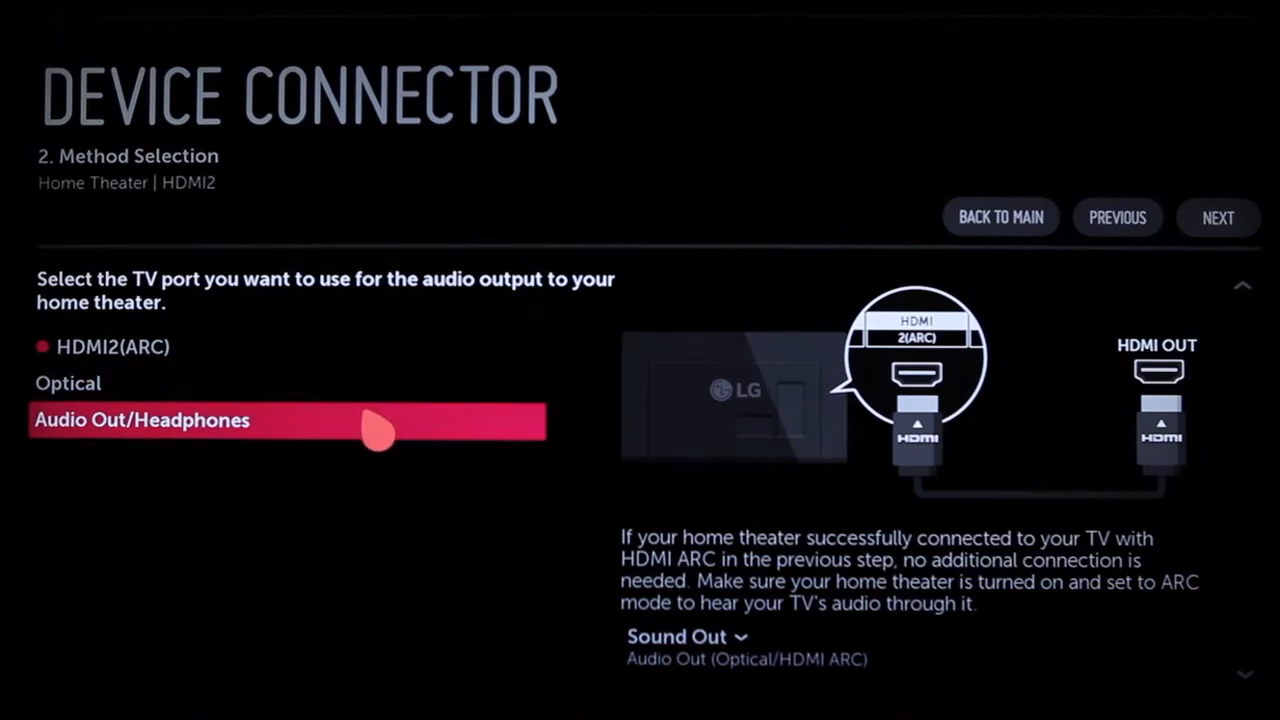 DEVICE CONNECTOR
2. Method Selection
Home Theater | HDMI2
BACK TO MAIN
PREVIOUS
NEXT
Select the TV port you want to use for the audio output to your
home theater.
HDMI2(ARC)
Optical
Audio Out/Headphones
LG
HDMI
2(ARC)
HDMI
HDMI OUT
HDMI
If your home theater successfully connected to your TV with
HDMI ARC in the previous step, no additional connection is
needed. Make sure your home theater is turned on and set to ARC
mode to hear your TV's audio through it.
Sound Out
Audio Out (Optical/HDMI ARC)